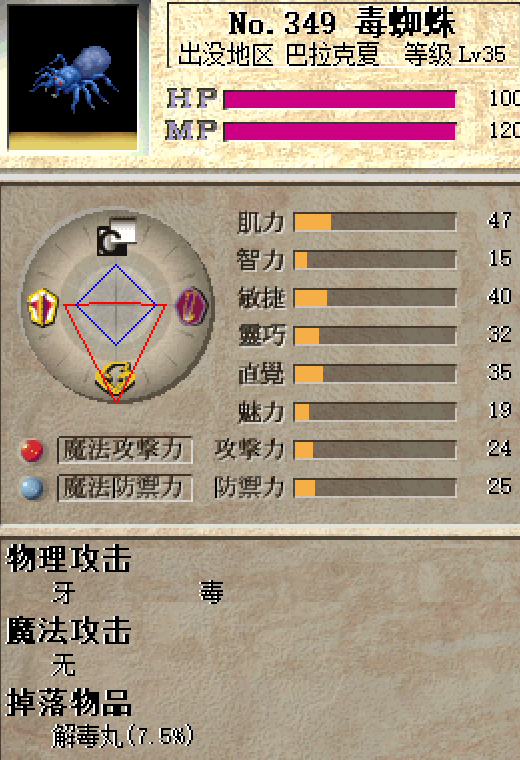 No.349 毒蜘蛛
出没地区 巴拉克夏 等级 Lv35
HP 100
MP 120
肌力 47
智力 15
敏捷 40
靈巧 32
直覺 35
魅力 19
魔法攻擊力 攻擊力 24
魔法防禦力 防禦力 25
物理攻击
牙 毒
魔法攻击
无
掉落物品
解毒丸(7.5%)